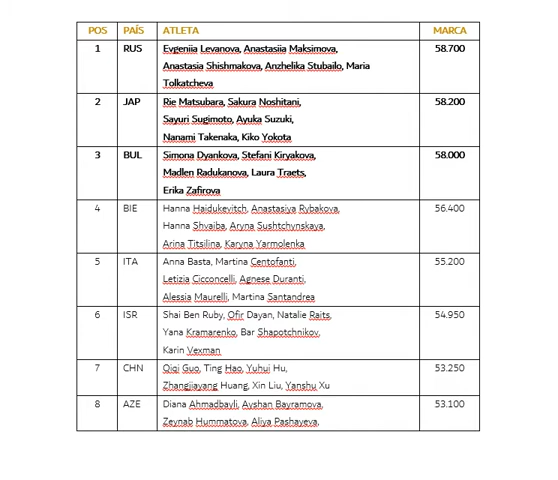 POS PAÍS ATLETA MARCA
1 RUS Evgeniia Levanova, Anastasiia Maksimova, 58.700
Anastasia Shishmakova, Anzhelika Stubailo, Maria
Tolkatcheva
2 JAP Rie Matsubara, Sakura Noshitani, 58.200
Sayuri Sugimoto, Ayuka Suzuki,
Nanami Takenaka, Kiko Yokota
3 BUL Simona Dyankova, Stefani Kiryakova, 58.000
Madlen Radukanova, Laura Traets,
Erika Zafirova
4 BIE Hanna Haidukevitch, Anastasiya Rybakova, 56.400
Hanna Shvaiba, Aryna Sushtchynskaya,
Arina Titsilina, Karyna Yarmolenka
5 ITA Anna Basta, Martina Centofanti, 55.200
Letizia Cicconcelli, Agnese Duranti,
Alessia Maurelli, Martina Santandrea
6 ISR Shai Ben Ruby, Ofir Dayan, Natalie Raits, 54.950
Yana Kramarenko, Bar Shapotchnikov,
Karin Vexman
7 CHN Qiqi Guo, Ting Hao, Yuhui Hu, 53.250
Zhangjiayang Huang, Xin Liu, Yanshu Xu
8 AZE Diana Ahmadbayli, Ayshan Bayramova, 53.100
Zeynab Hummatova, Aliya Pashayeva,